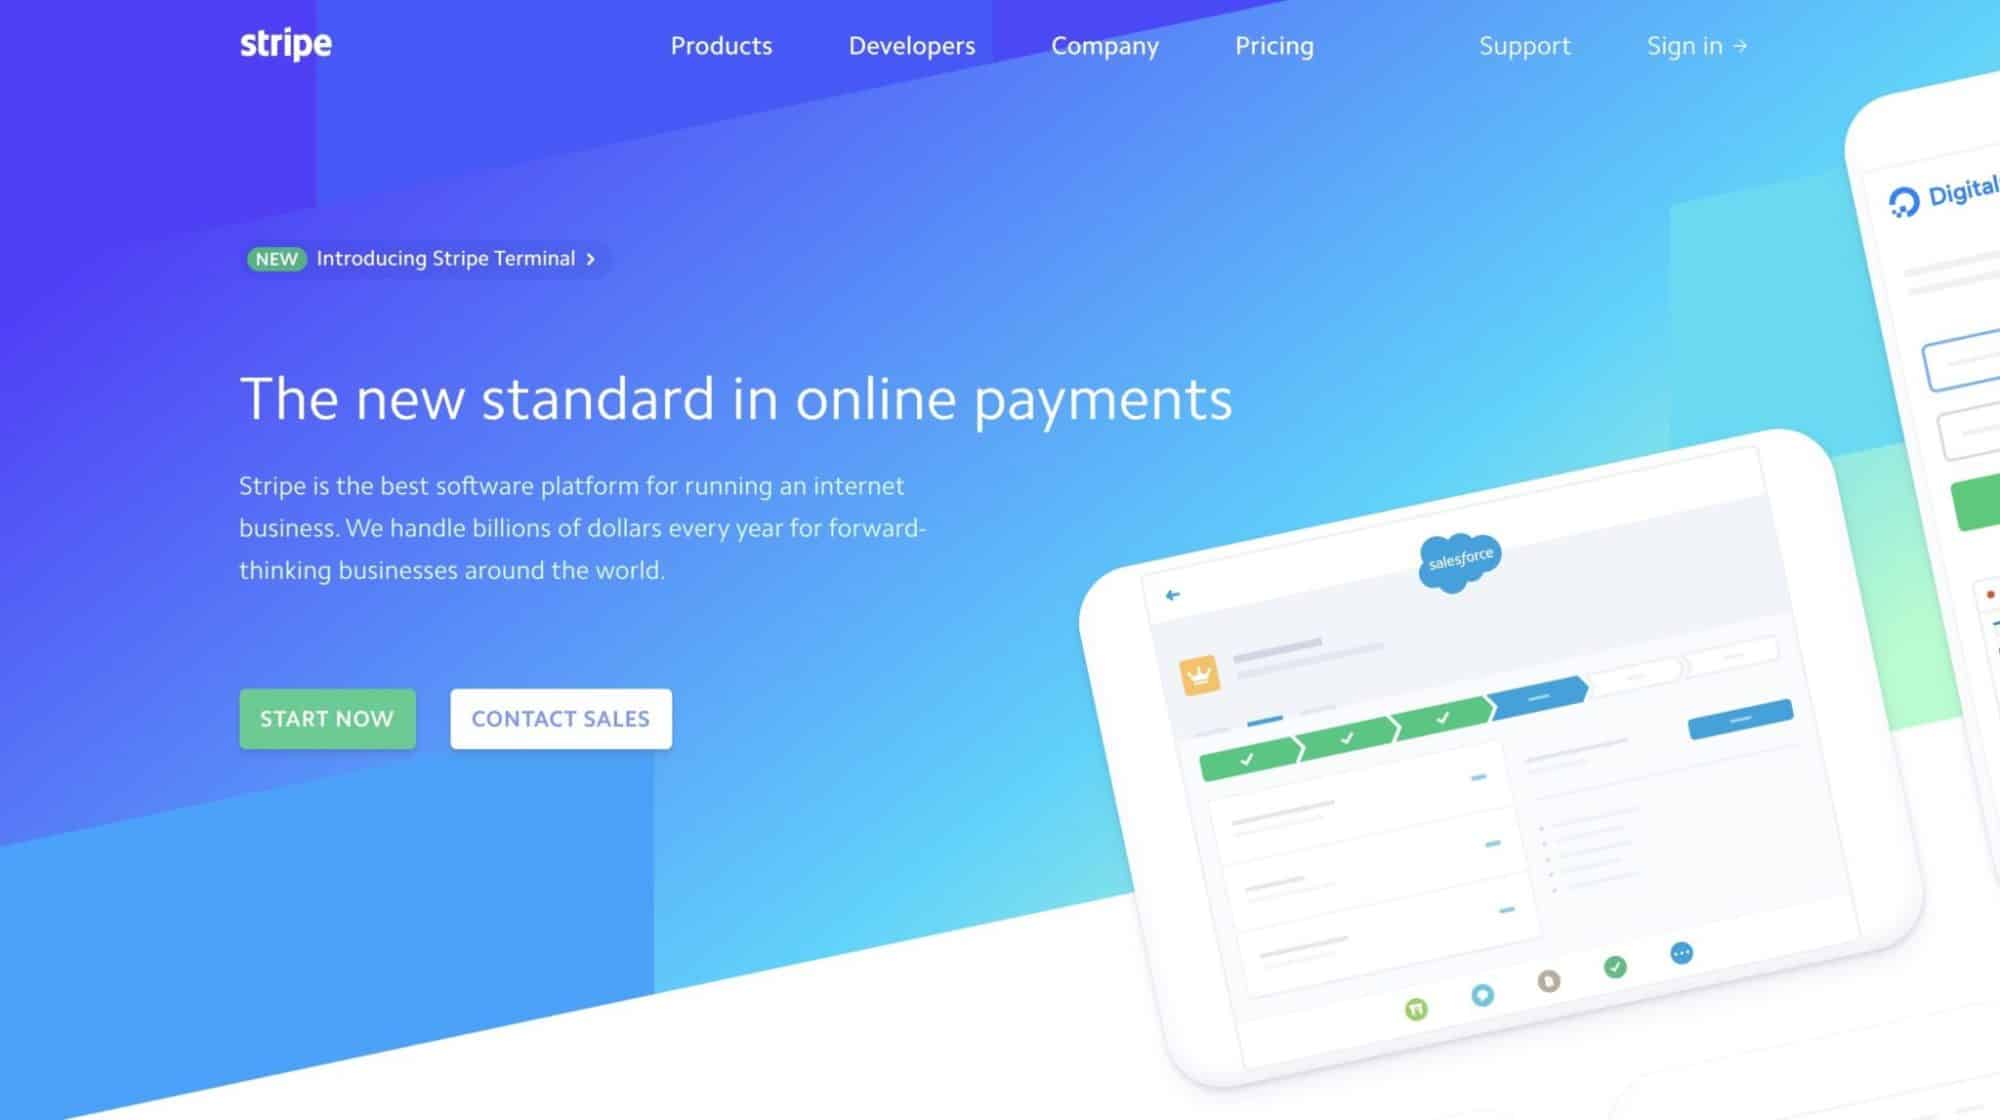 stripe
Products
Developers
Company
Pricing
Support
Sign in →
NEW Introducing Stripe Terminal >
The new standard in online payments
Stripe is the best software platform for running an internet
business. We handle billions of dollars every year for forward-
thinking businesses around the world.
START NOW
CONTACT SALES
Digital
salesforce